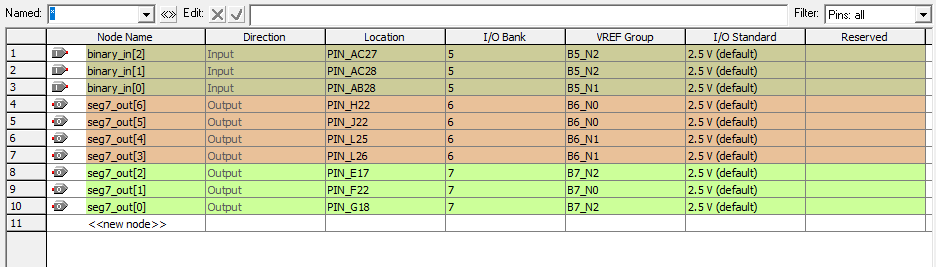 Named: * Edit: Filter: Pins: all
Node Name Direction Location I/O Bank VREF Group I/O Standard Reserved
1 binary_in[2] Input PIN_AC27 5 B5_N2 2.5 V (default)
2 binary_in[1] Input PIN_AC28 5 B5_N2 2.5 V (default)
3 binary_in[0] Input PIN_AB28 5 B5_N1 2.5 V (default)
4 seg7_out[6] Output PIN_H22 6 B6_N0 2.5 V (default)
5 seg7_out[5] Output PIN_J22 6 B6_N0 2.5 V (default)
6 seg7_out[4] Output PIN_L25 6 B6_N1 2.5 V (default)
7 seg7_out[3] Output PIN_L26 6 B6_N1 2.5 V (default)
8 seg7_out[2] Output PIN_E17 7 B7_N2 2.5 V (default)
9 seg7_out[1] Output PIN_F22 7 B7_N0 2.5 V (default)
10 seg7_out[0] Output PIN_G18 7 B7_N2 2.5 V (default)
11 <<new node>>